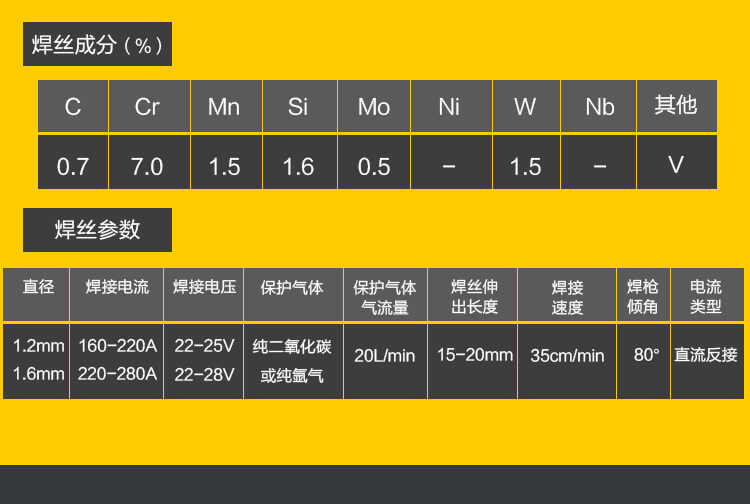 焊丝成分(%)
C Cr Mn Si Mo Ni W Nb 其他
0.7 7.0 1.5 1.6 0.5 – 1.5 – V
焊丝参数
直径 焊接电流 焊接电压 保护气体 保护气体 焊丝伸 焊接 焊枪 电流
气流量 出长度 速度 倾角 类型
1.2mm 160-220A 22-25V 纯二氧化碳 20L/min 15-20mm 35cm/min 80° 直流反接
1.6mm 220-280A 22-28V 或纯氩气